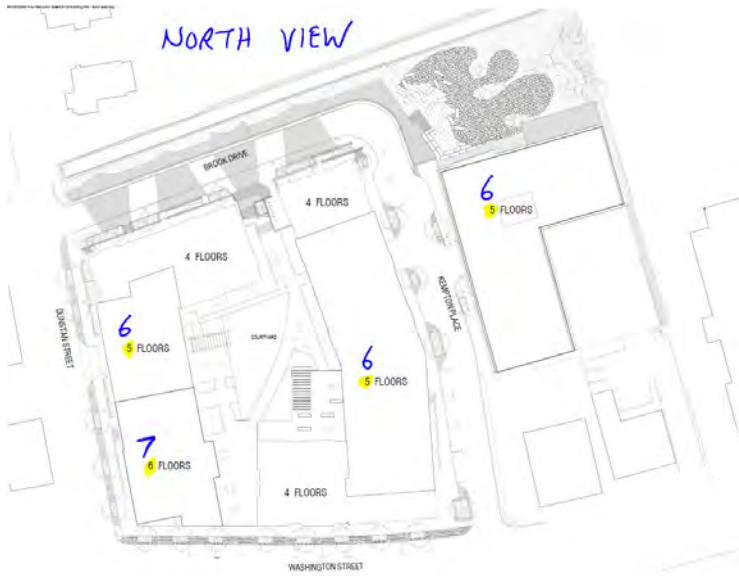 NORTH VIEW
BROOK DRIVE
4 FLOORS
6
5 FLOORS
4 FLOORS
DUNSTAN STREET
KEMPTON PLACE
6
5 FLOORS
COURTYARD
6
5 FLOORS
7
6 FLOORS
4 FLOORS
WASHINGTON STREET